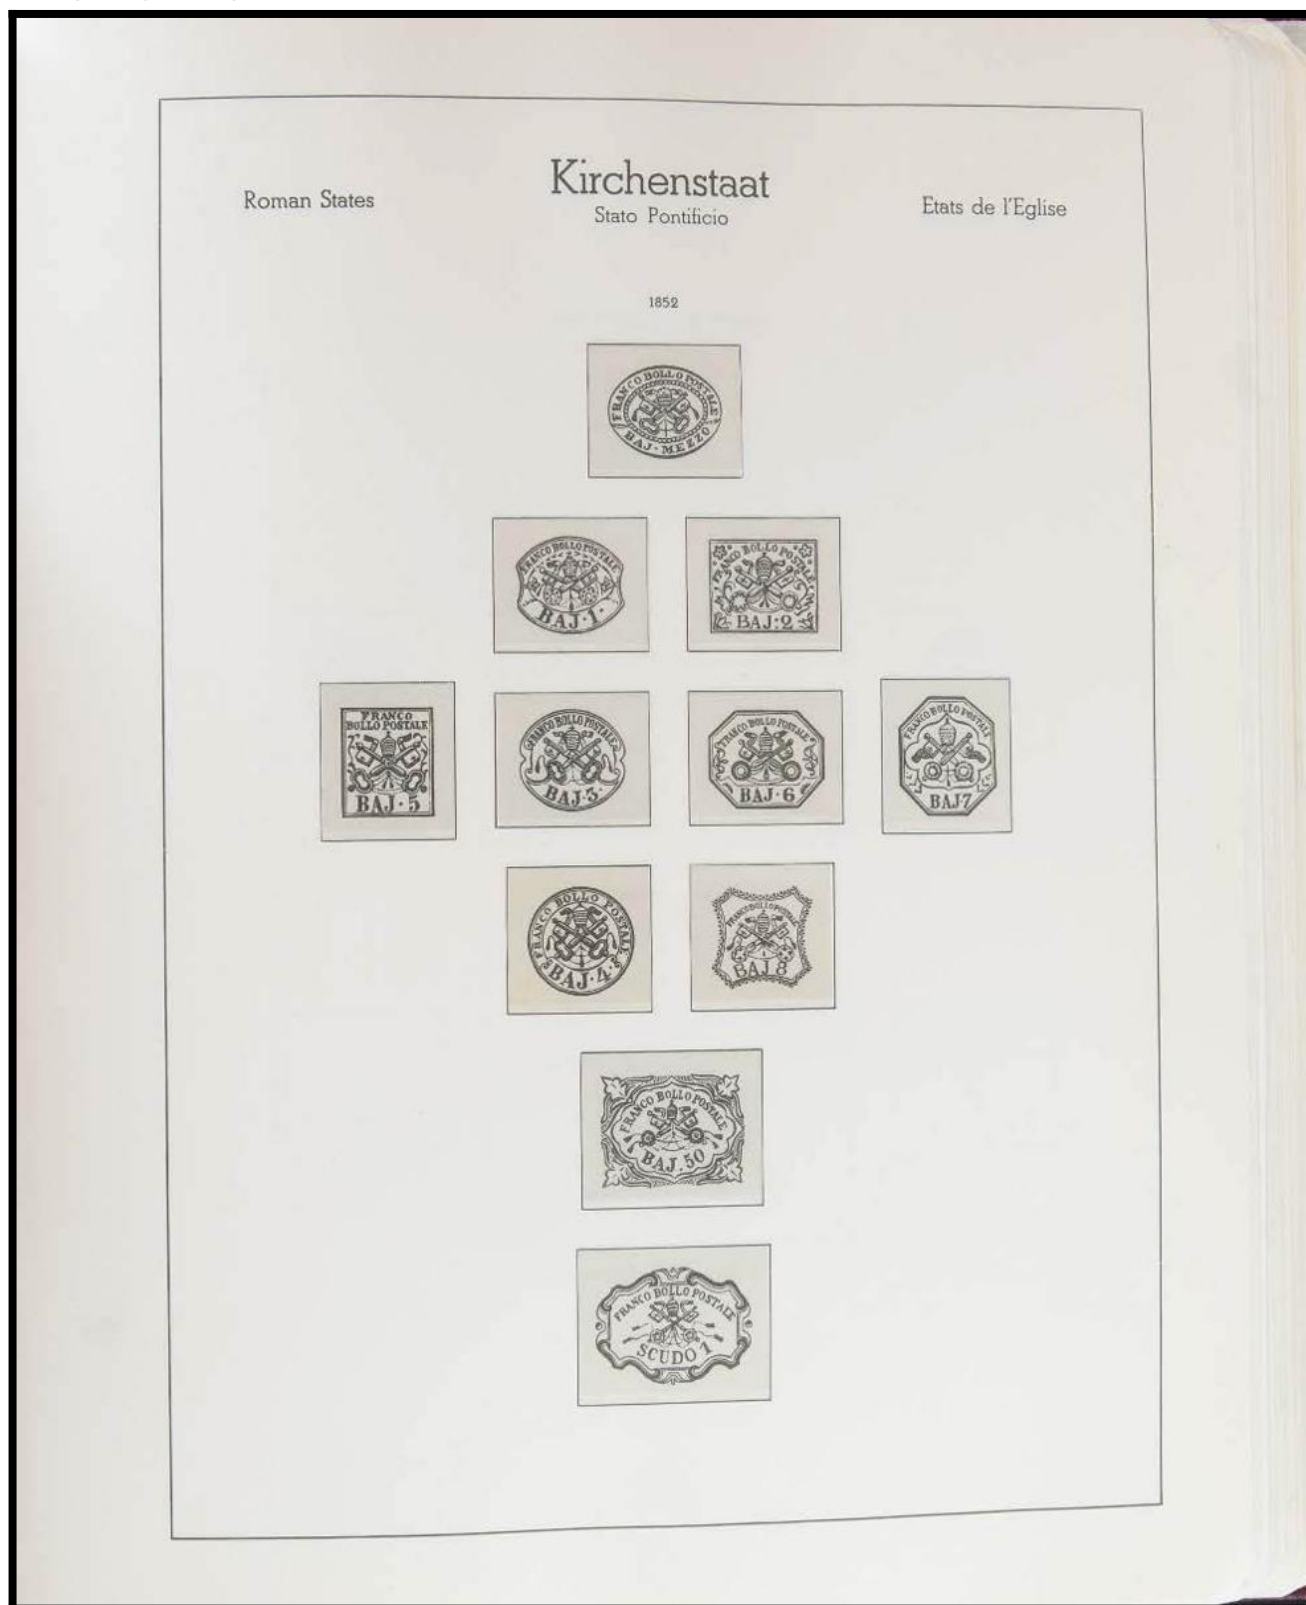 Kirchenstaat
Roman States
Stato Pontificio
Etats de l'Eglise
1852
FRANCO BOLLO POSTALE
BAJ · MEZZO
FRANCO BOLLO POSTALE
BAJ · 1 ·
FRANCO BOLLO POSTALE
BAJ : 2
FRANCO
BOLLO POSTALE
BAJ · 5
FRANCO BOLLO POSTALE
BAJ · 3 ·
FRANCO BOLLO POSTALE
BAJ · 6
FRANCO BOLLO POSTALE
BAJ · 7
FRANCO BOLLO POSTALE
BAJ · 4 ·
FRANCO BOLLO POSTALE
BAJ 8
FRANCO BOLLO POSTALE
BAJ. 50
FRANCO BOLLO POSTALE
SCUDO 1